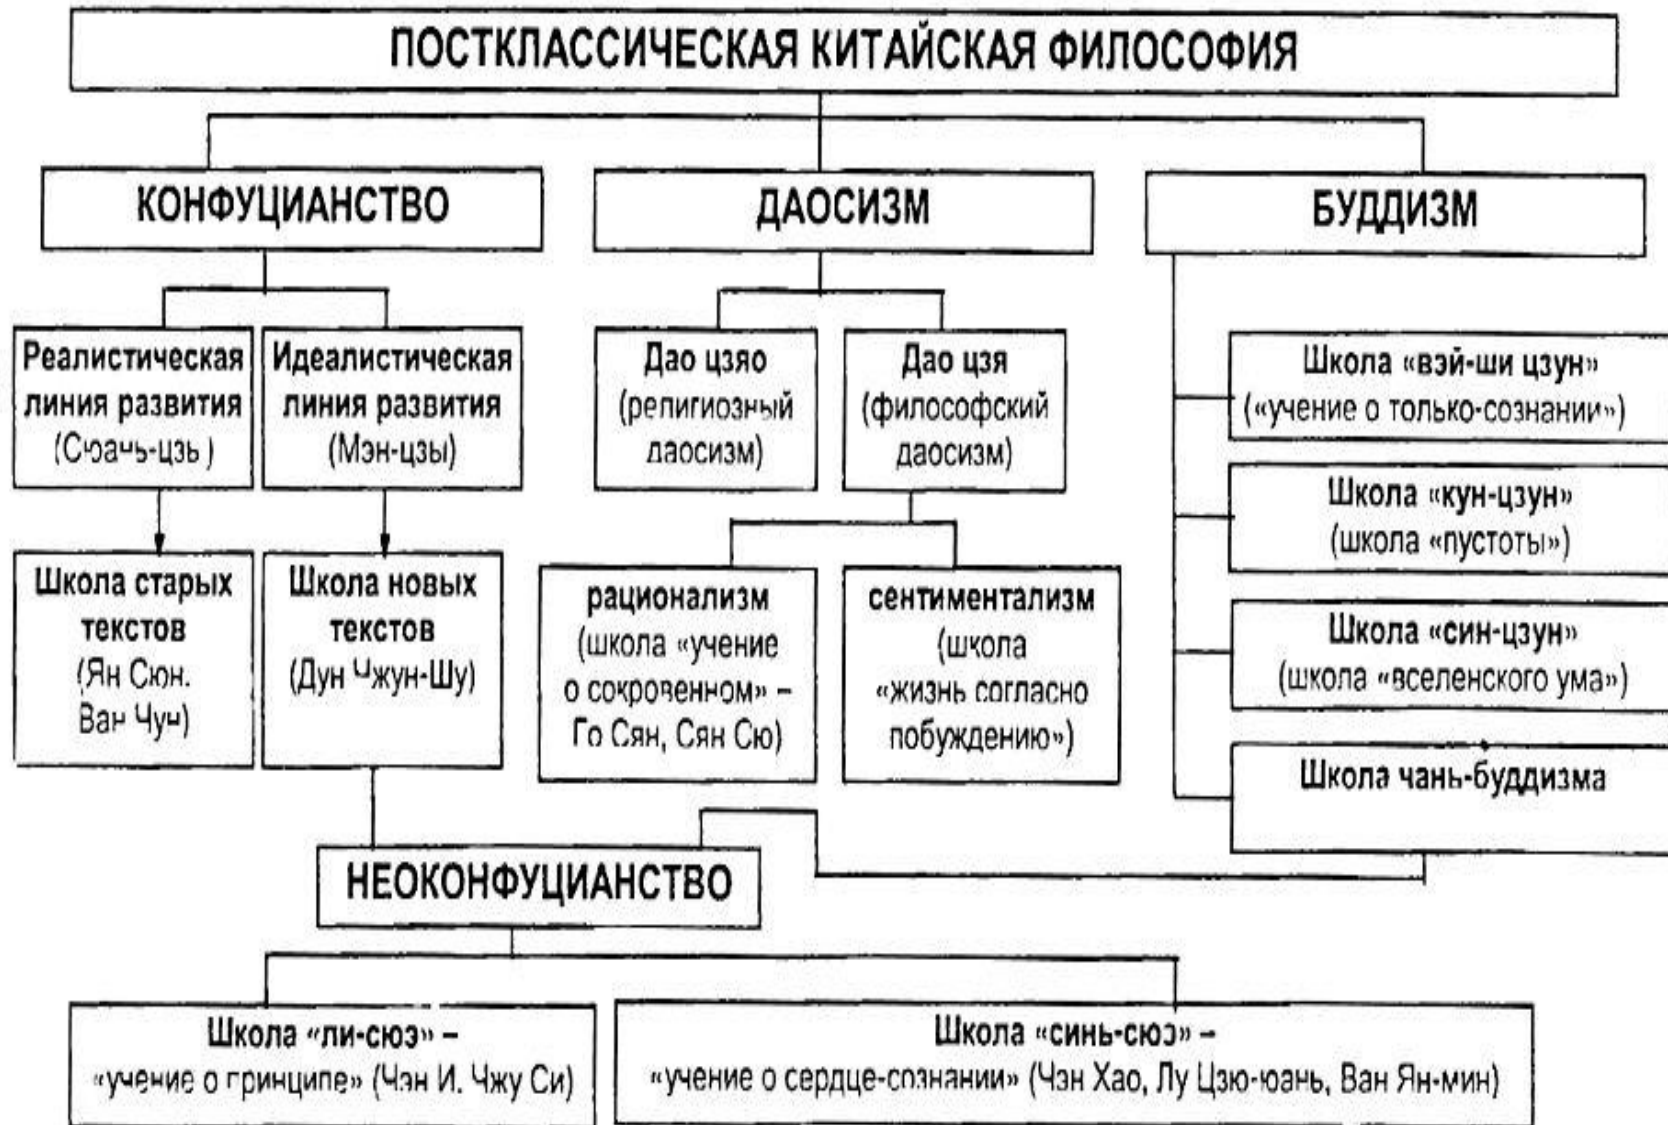 ПОСТКЛАССИЧЕСКАЯ КИТАЙСКАЯ ФИЛОСОФИЯ
КОНФУЦИАНСТВО
ДАОСИЗМ
БУДДИЗМ
Реалистическая
линия развития
(Сюань-цзы)
Идеалистическая
линия развития
(Мэн-цзы)
Дао цзяо
(религиозный
даосизм)
Дао цзя
(философский
даосизм)
Школа «вэй-ши цзун»
(«учение о только-сознании»)
Школа «кун-цзун»
(школа «пустоты»)
Школа «син-цзун»
(школа «вселенского ума»)
Школа чань-буддизма
Школа старых
текстов
(Ян Сюн.
Ван Чун)
Школа новых
текстов
(Дун Чжун-Шу)
рационализм
(школа «учение
о сокровенном» –
Го Сян, Сян Сю)
сентиментализм
(школа
«жизнь согласно
побуждению»)
НЕОКОНФУЦИАНСТВО
Школа «ли-сюэ» –
«учение о принципе» (Чэн И. Чжу Си)
Школа «синь-сюэ» –
«учение о сердце-сознании» (Чэн Хао, Лу Цзю-юань, Ван Ян-мин)